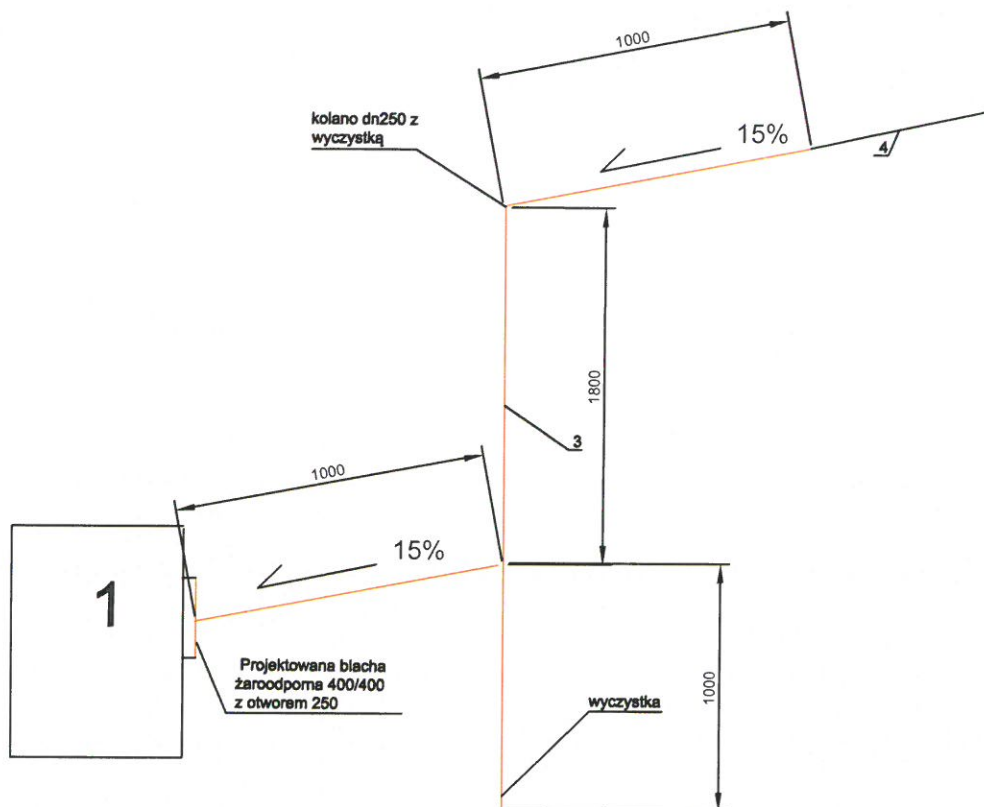 1000
kolano dn250 z
wyczystką
15%
4
1800
3
1000
15%
1
Projektowana blacha
żaroodporna 400/400
z otworem 250
wyczystka
1000